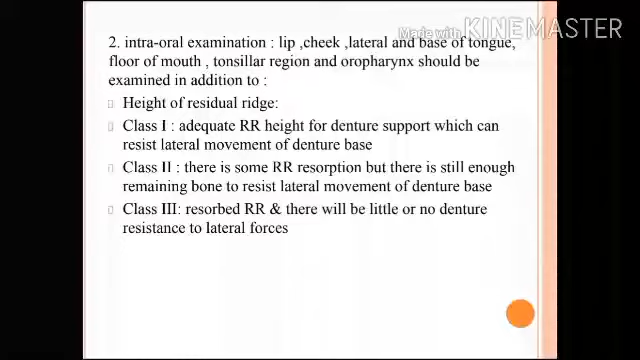 Made with KINEMASTER
2. intra-oral examination : lip ,cheek ,lateral and base of tongue,
floor of mouth , tonsillar region and oropharynx should be
examined in addition to :
Height of residual ridge:
Class I : adequate RR height for denture support which can
resist lateral movement of denture base
Class II : there is some RR resorption but there is still enough
remaining bone to resist lateral movement of denture base
Class III: resorbed RR & there will be little or no denture
resistance to lateral forces